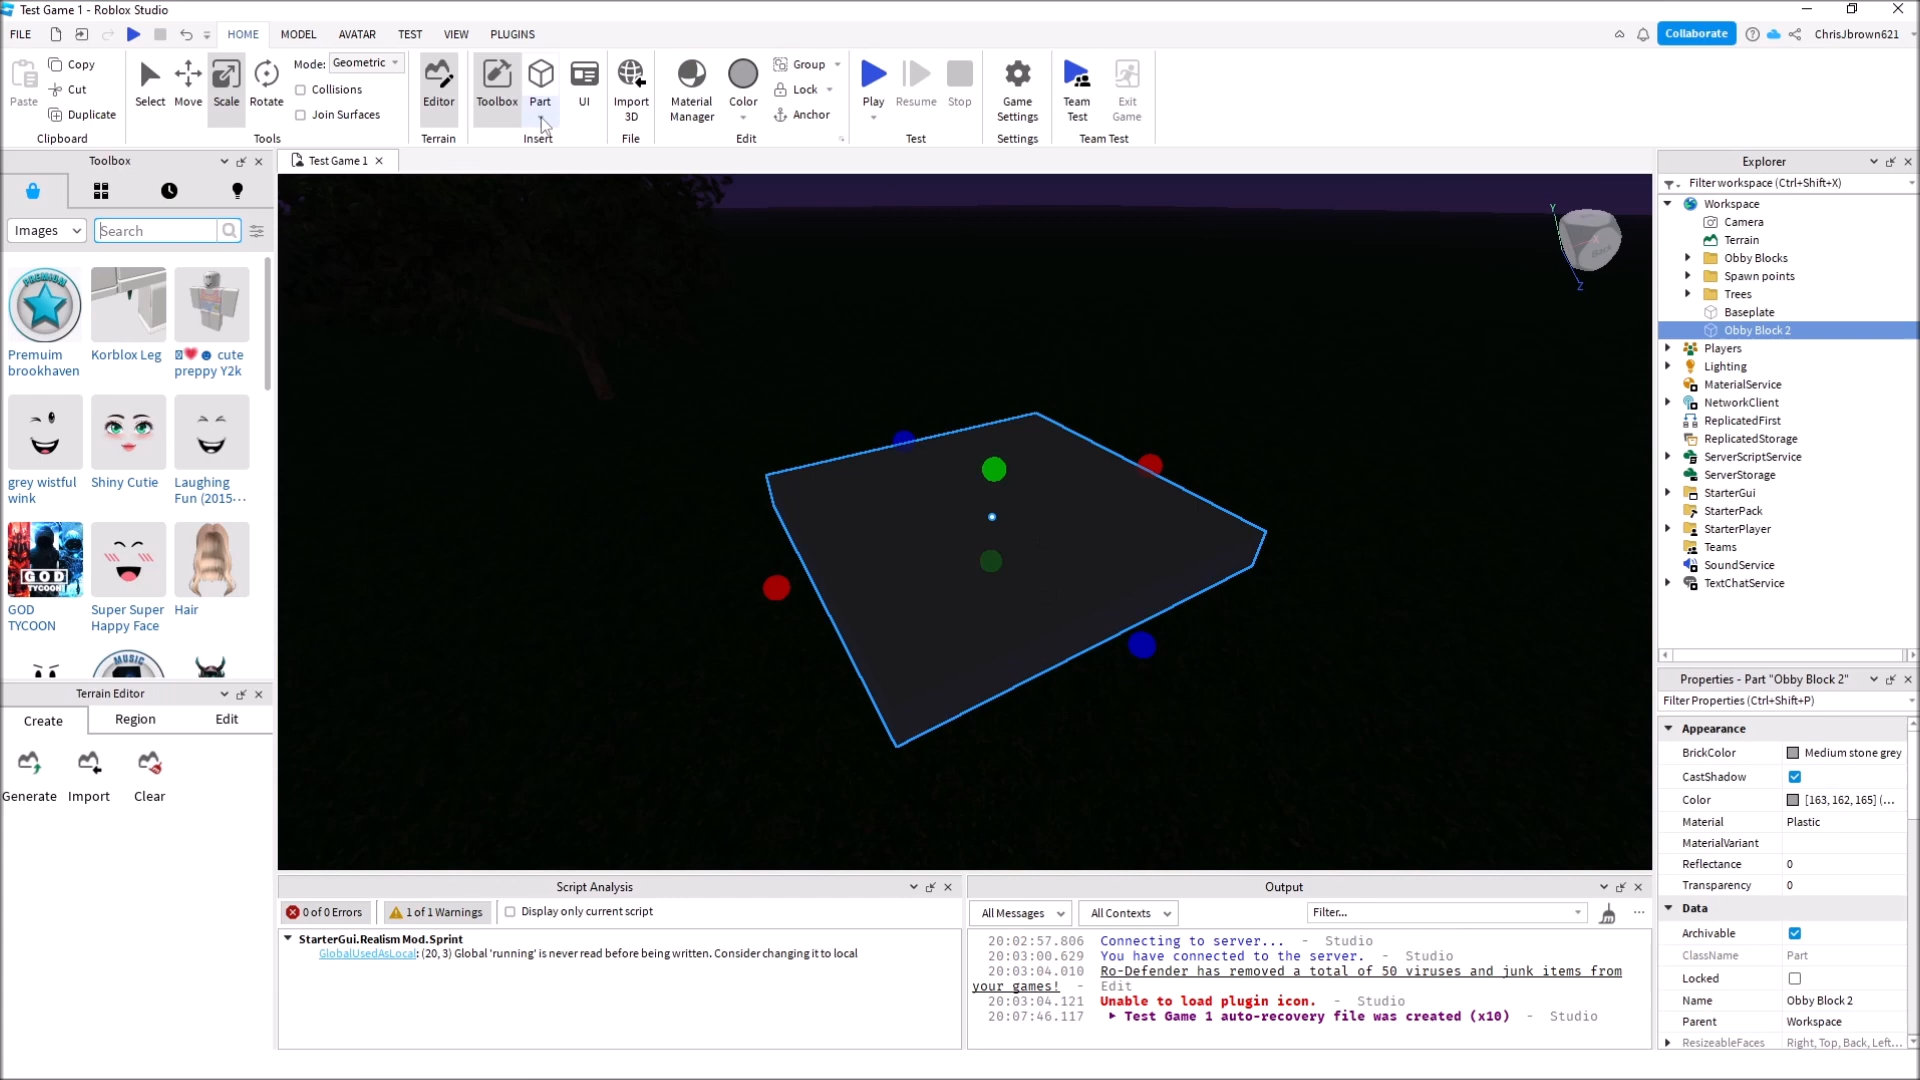 Test Game 1 - Roblox Studio
FILE HOME MODEL AVATAR TEST VIEW PLUGINS Collaborate ChrisJbrown621
Paste Copy Cut Duplicate
Clipboard
Select Move Scale Rotate
Mode: Geometric
Collisions
Join Surfaces
Tools
Editor
Terrain
Toolbox Part UI
Insert
Import 3D
File
Material Manager Color Group Lock Anchor
Edit
Play Resume Stop
Test
Game Settings
Settings
Team Test Exit Game
Team Test
Toolbox
Images Search
Premuim brookhaven
Korblox Leg
cute preppy Y2k
grey wistful wink
Shiny Cutie
Laughing Fun (2015-...
GOD TYCOON
GOD TYCOON
Super Super Happy Face
Hair
PREMIUM
MUSIC
Terrain Editor
Create Region Edit
Generate Import Clear
Test Game 1
Y
Z
Back
Script Analysis
0 of 0 Errors 1 of 1 Warnings Display only current script
StarterGui.Realism Mod.Sprint
GlobalUsedAsLocal: (20, 3) Global 'running' is never read before being written. Consider changing it to local
Output
All Messages All Contexts Filter...
20:02:57.806 Connecting to server... - Studio
20:03:00.629 You have connected to the server. - Studio
20:03:04.010 Ro-Defender has removed a total of 50 viruses and junk items from
your games! - Edit
20:03:04.121 Unable to load plugin icon. - Studio
20:07:46.117 Test Game 1 auto-recovery file was created (x10) - Studio
Explorer
Filter workspace (Ctrl+Shift+X)
Workspace
Camera
Terrain
Obby Blocks
Spawn points
Trees
Baseplate
Obby Block 2
Players
Lighting
MaterialService
NetworkClient
ReplicatedFirst
ReplicatedStorage
ServerScriptService
ServerStorage
StarterGui
StarterPack
StarterPlayer
Teams
SoundService
TextChatService
Properties - Part "Obby Block 2"
Filter Properties (Ctrl+Shift+P)
Appearance
BrickColor Medium stone grey
CastShadow
Color [163, 162, 165] (...
Material Plastic
MaterialVariant
Reflectance 0
Transparency 0
Data
Archivable
ClassName Part
Locked
Name Obby Block 2
Parent Workspace
ResizeableFaces Right, Top, Back, Left...